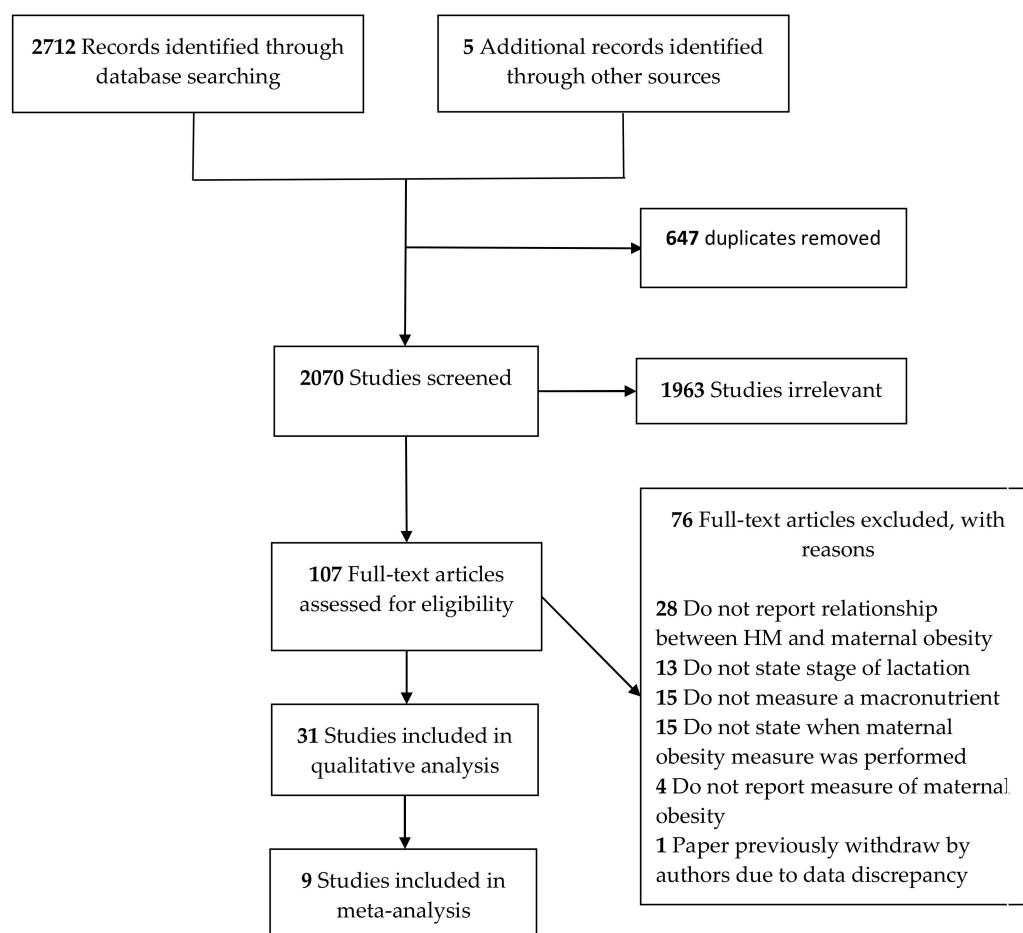 2712 Records identified through
database searching
5 Additional records identified
through other sources
647 duplicates removed
2070 Studies screened
1963 Studies irrelevant
107 Full-text articles
assessed for eligibility
76 Full-text articles excluded, with
reasons
28 Do not report relationship
between HM and maternal obesity
13 Do not state stage of lactation
15 Do not measure a macronutrient
15 Do not state when maternal
obesity measure was performed
4 Do not report measure of maternal
obesity
1 Paper previously withdraw by
authors due to data discrepancy
31 Studies included in
qualitative analysis
9 Studies included in
meta-analysis